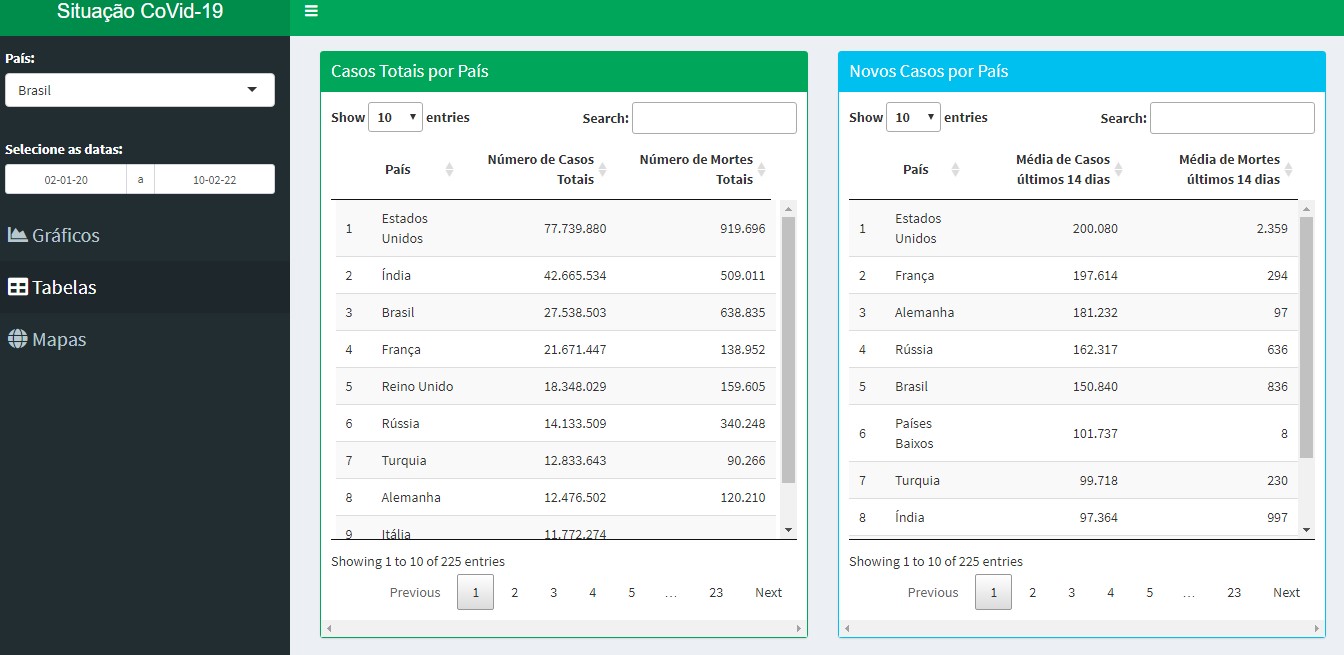 Situação CoVid-19
País:
Brasil
Selecione as datas:
02-01-20 a 10-02-22
Gráficos
Tabelas
Mapas
Casos Totais por País
Show 10 entries Search:
País Número de Casos Totais Número de Mortes Totais
1 Estados Unidos 77.739.880 919.696
2 Índia 42.665.534 509.011
3 Brasil 27.538.503 638.835
4 França 21.671.447 138.952
5 Reino Unido 18.348.029 159.605
6 Rússia 14.133.509 340.248
7 Turquia 12.833.643 90.266
8 Alemanha 12.476.502 120.210
9 Itália 11.772.274
Showing 1 to 10 of 225 entries
Previous 1 2 3 4 5 … 23 Next
Novos Casos por País
Show 10 entries Search:
País Média de Casos últimos 14 dias Média de Mortes últimos 14 dias
1 Estados Unidos 200.080 2.359
2 França 197.614 294
3 Alemanha 181.232 97
4 Rússia 162.317 636
5 Brasil 150.840 836
6 Países Baixos 101.737 8
7 Turquia 99.718 230
8 Índia 97.364 997
Showing 1 to 10 of 225 entries
Previous 1 2 3 4 5 … 23 Next